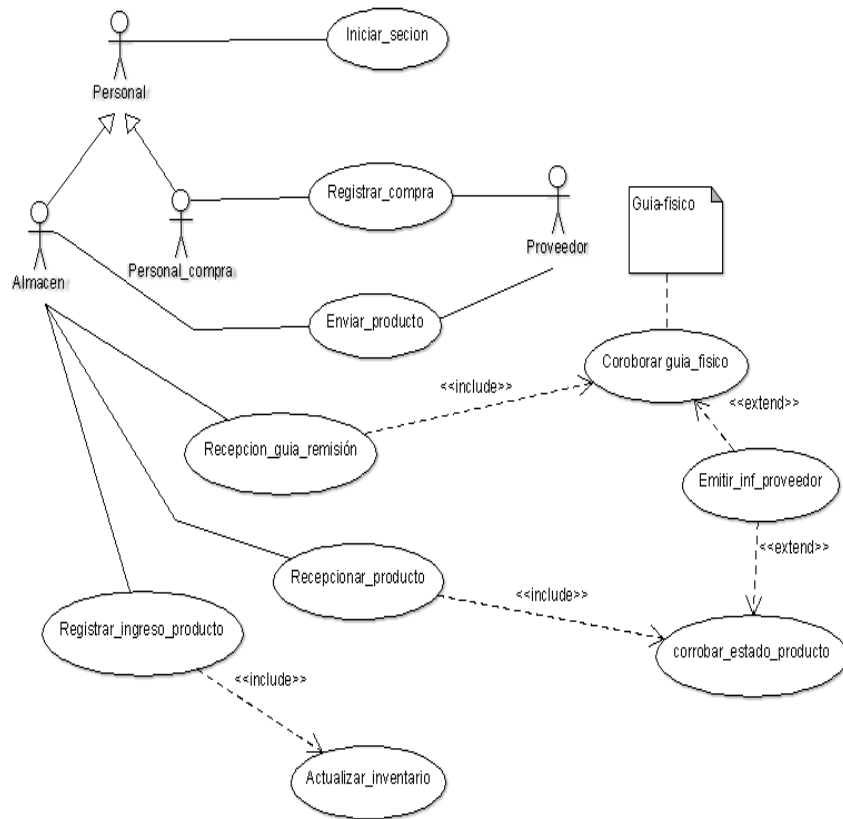 Iniciar_secion
Personal
Registrar_compra
Guia-fisico
Proveedor
Personal_compra
Almacen
Enviar_producto
Coroborar guia_fisico
<<include>>
<<extend>>
Recepcion_guia_remisión
Emitir_inf_proveedor
<<extend>>
Recepcionar_producto
<<include>>
Registrar_ingreso_producto
corrobar_estado_producto
<<include>>
Actualizar_inventario